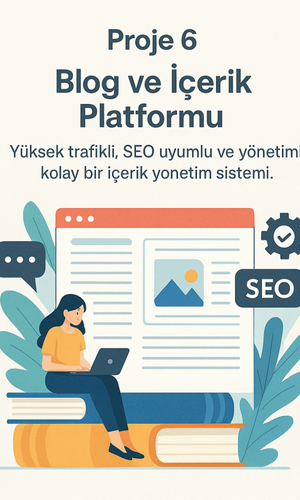 Proje 6
Blog ve İçerik
Platformu
Yüksek trafikli, SEO uyumlu ve yönetimi
kolay bir içerik yonetim sistemi.
SEO